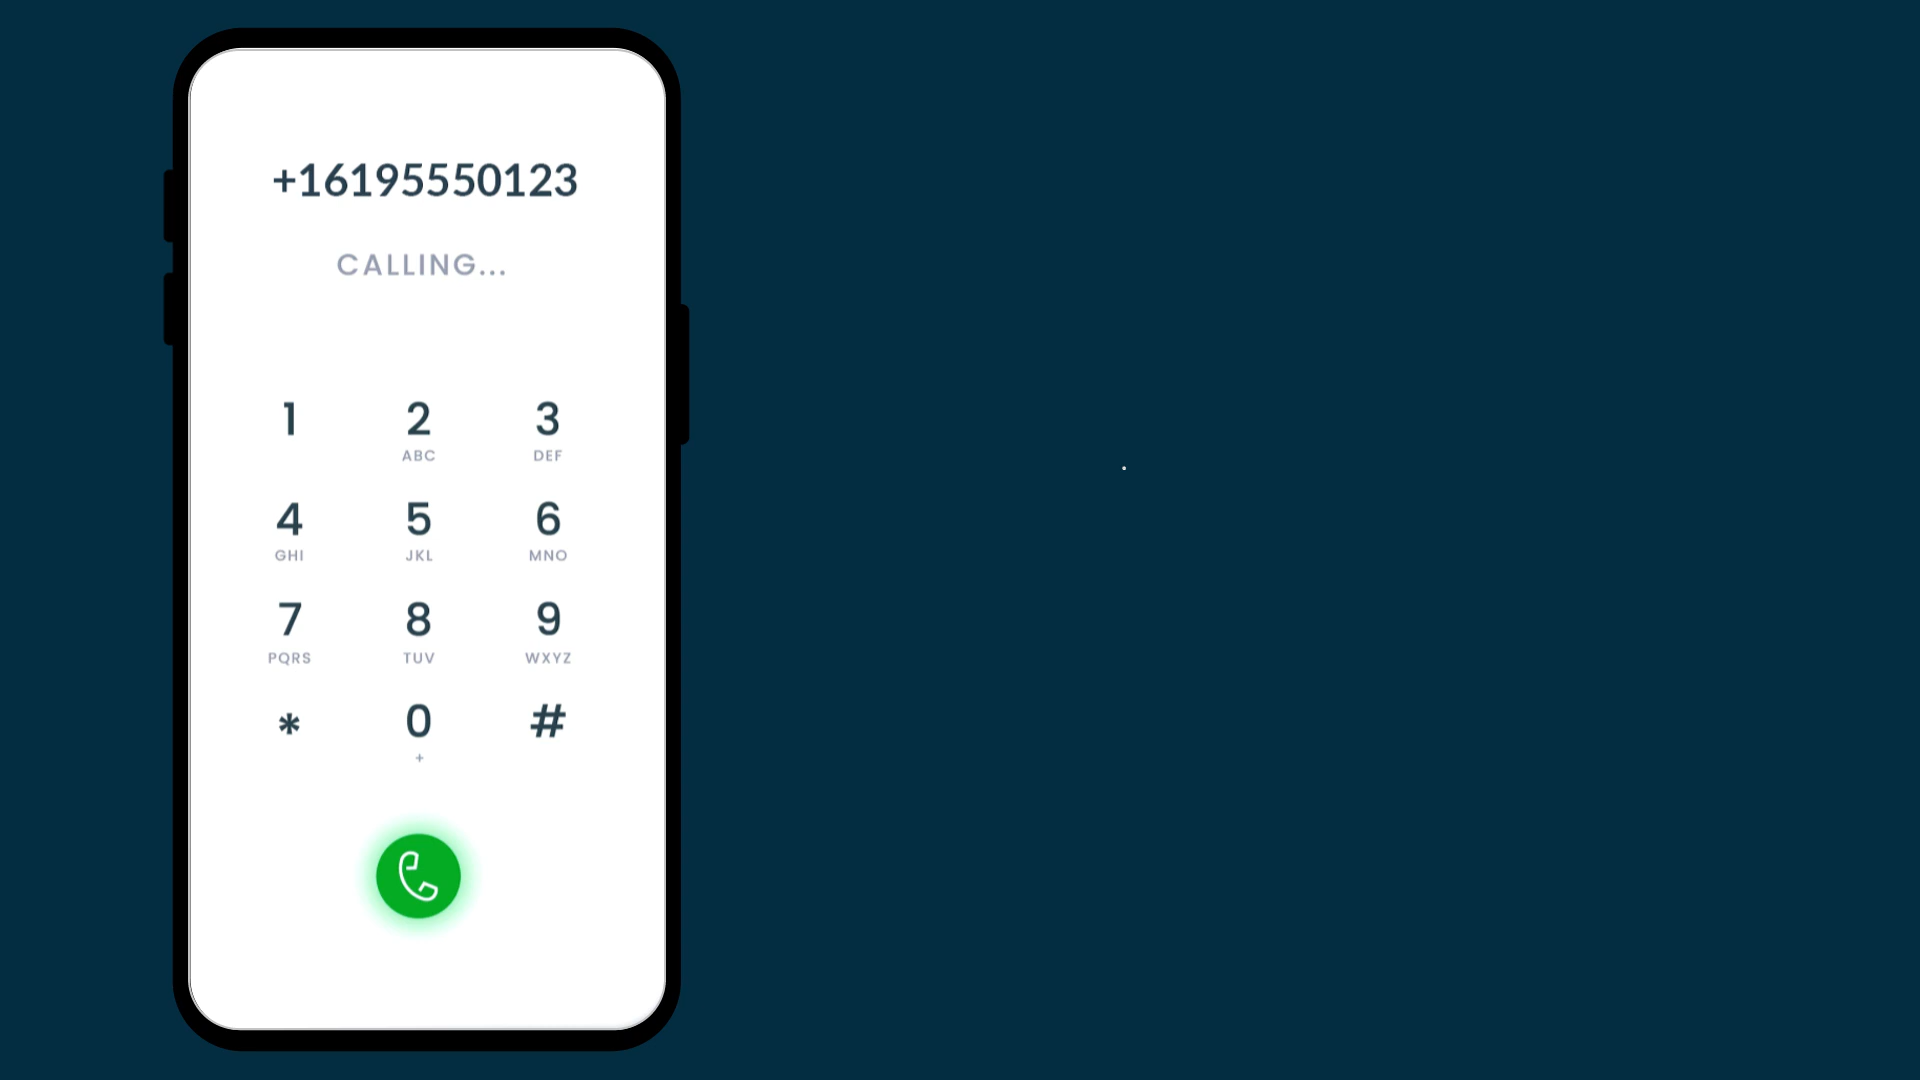 +16195550123
CALLING...
1 2 3
ABC DEF
4 5 6
GHI JKL MNO
7 8 9
PQRS TUV WXYZ
* 0 #
+